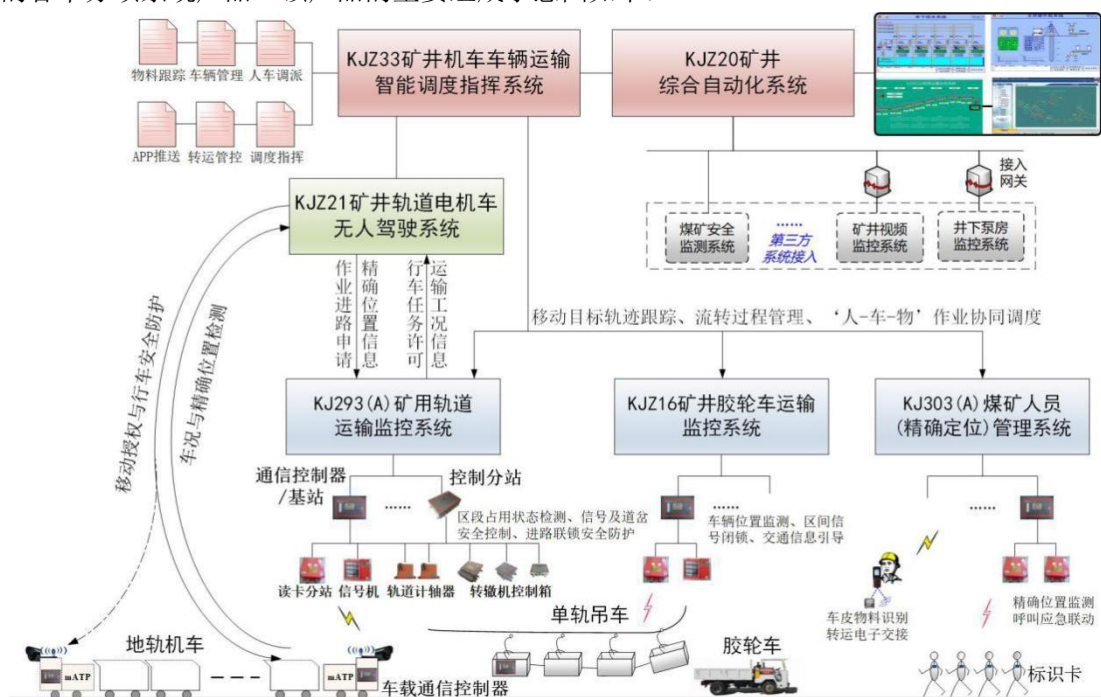 KJZ33矿井机车车辆运输
智能调度指挥系统
KJZ20矿井
综合自动化系统
物料跟踪
车辆管理
人车调派
APP推送
转运管控
调度指挥
接入
网关
KJZ21矿井轨道电机车
无人驾驶系统
煤矿安全
监测系统
……
第三方
系统接入
矿井视频
监控系统
井下泵房
监控系统
作业进路申请
精确位置信息
行车任务许可
运输工况信息
移动目标轨迹跟踪、流转过程管理、‘人-车-物’作业协同调度
移动授权与行车安全防护
车况与精确位置检测
KJ293(A)矿用轨道
运输监控系统
KJZ16矿井胶轮车运输
监控系统
KJ303(A)煤矿人员
(精确定位)管理系统
通信控制器
/基站
……
控制分站
区段占用状态检测、信号及道岔
安全控制、进路联锁安全防护
……
车辆位置监测、区间信
号闭锁、交通信息引导
……
读卡分站
信号机
轨道计轴器
转辙机控制箱
车皮物料识别
转运电子交接
精确位置监测
呼叫应急联动
地轨机车
单轨吊车
胶轮车
标识卡
mATP
mATP
车载通信控制器